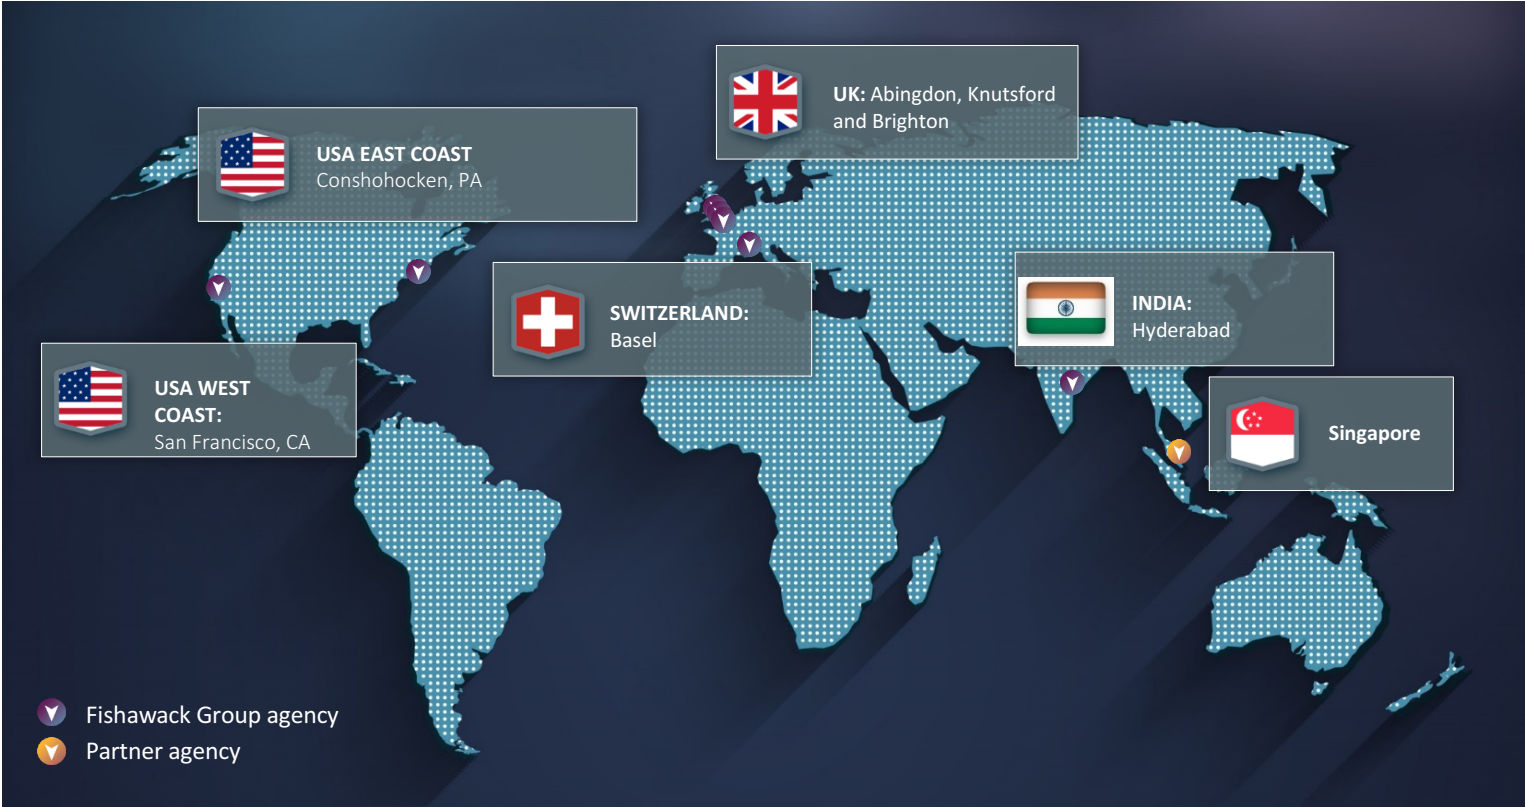 UK: Abingdon, Knutsford
and Brighton
USA EAST COAST
Conshohocken, PA
SWITZERLAND:
Basel
INDIA:
Hyderabad
USA WEST
COAST:
San Francisco, CA
Singapore
Fishawack Group agency
Partner agency